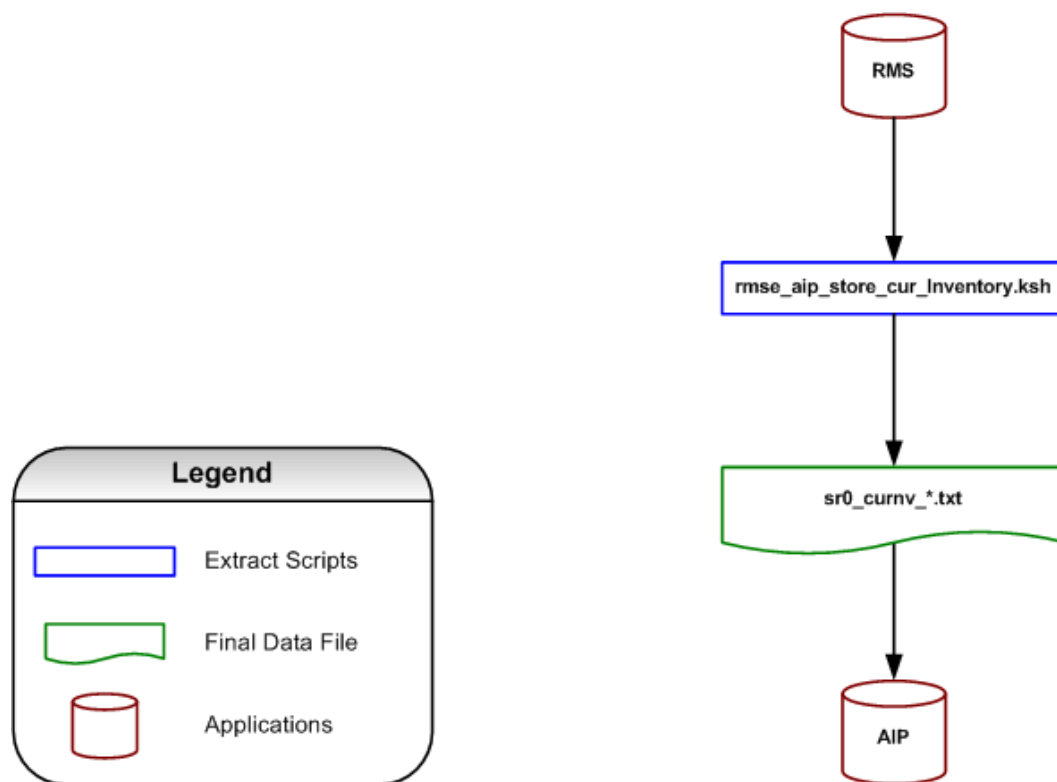 RMS
rmse_aip_store_cur_Inventory.ksh
sr0_curnv_*.txt
AIP
Legend
Extract Scripts
Final Data File
Applications